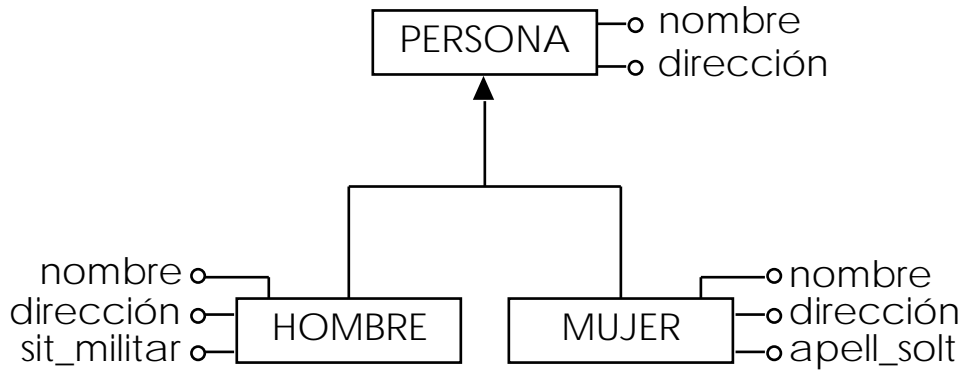 PERSONA
nombre
dirección
nombre
dirección
sit_militar
HOMBRE
MUJER
nombre
dirección
apell_solt